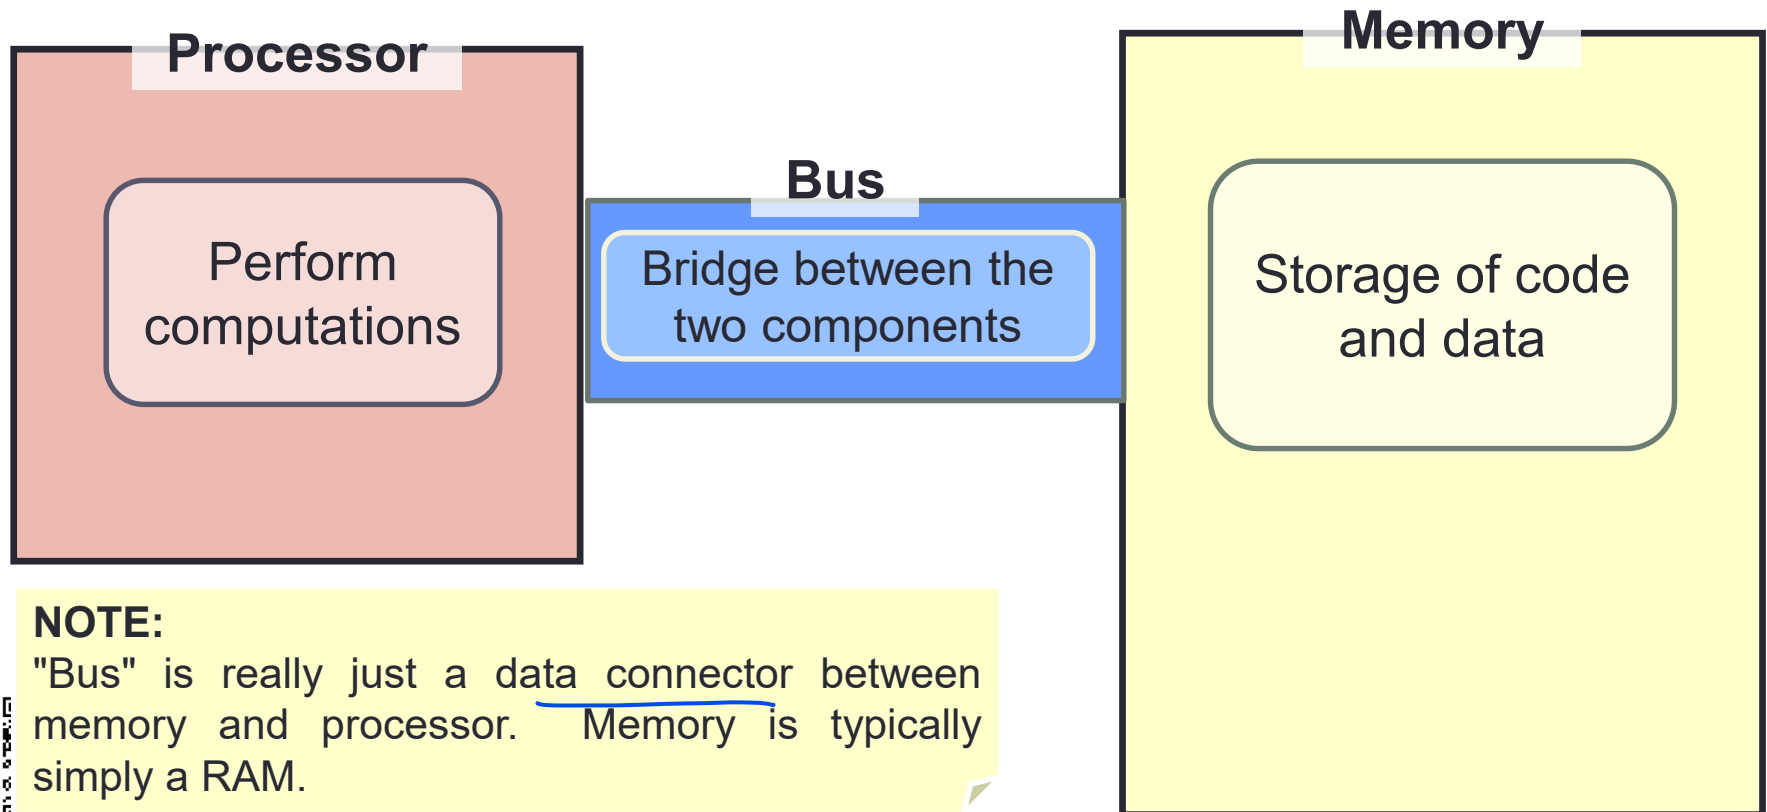 Processor
Memory
Bus
Perform
computations
Bridge between the
two components
Storage of code
and data
NOTE:
"Bus" is really just a data connector between
memory and processor. Memory is typically
simply a RAM.